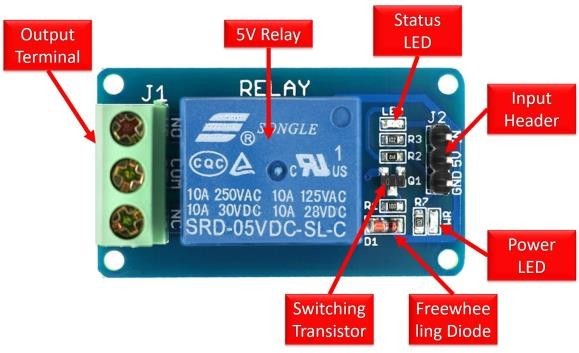 Output
Terminal
5V Relay
Status
LED
Input
Header
J1
RELAY
J2
NO
COM
NC
SONGLE
®
CQC
c US
1
10A 250VAC 10A 125VAC
10A 30VDC 10A 28VDC
SRD-05VDC-SL-C
LED
R3
R2
Q1
R1
D1
R7
PWR
IN
5V
GND
Power
LED
Switching
Transistor
Freewhee
ling Diode